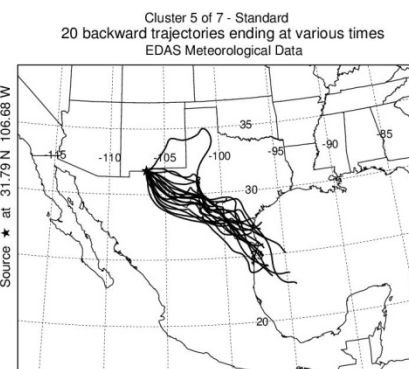 Cluster 5 of 7 - Standard
20 backward trajectories ending at various times
EDAS Meteorological Data
Source ★ at 31.79 N 106.68 W
35
-85
-90
-95
-100
-105
-110
-115
30
20